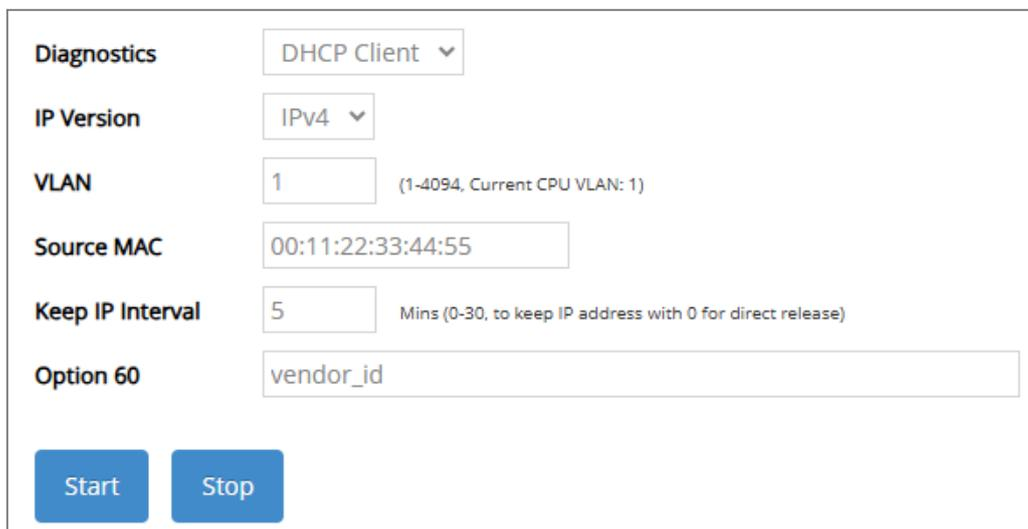 Diagnostics DHCP Client
IP Version IPv4
VLAN 1 (1-4094, Current CPU VLAN: 1)
Source MAC 00:11:22:33:44:55
Keep IP Interval 5 Mins (0-30, to keep IP address with 0 for direct release)
Option 60 vendor_id
Start Stop